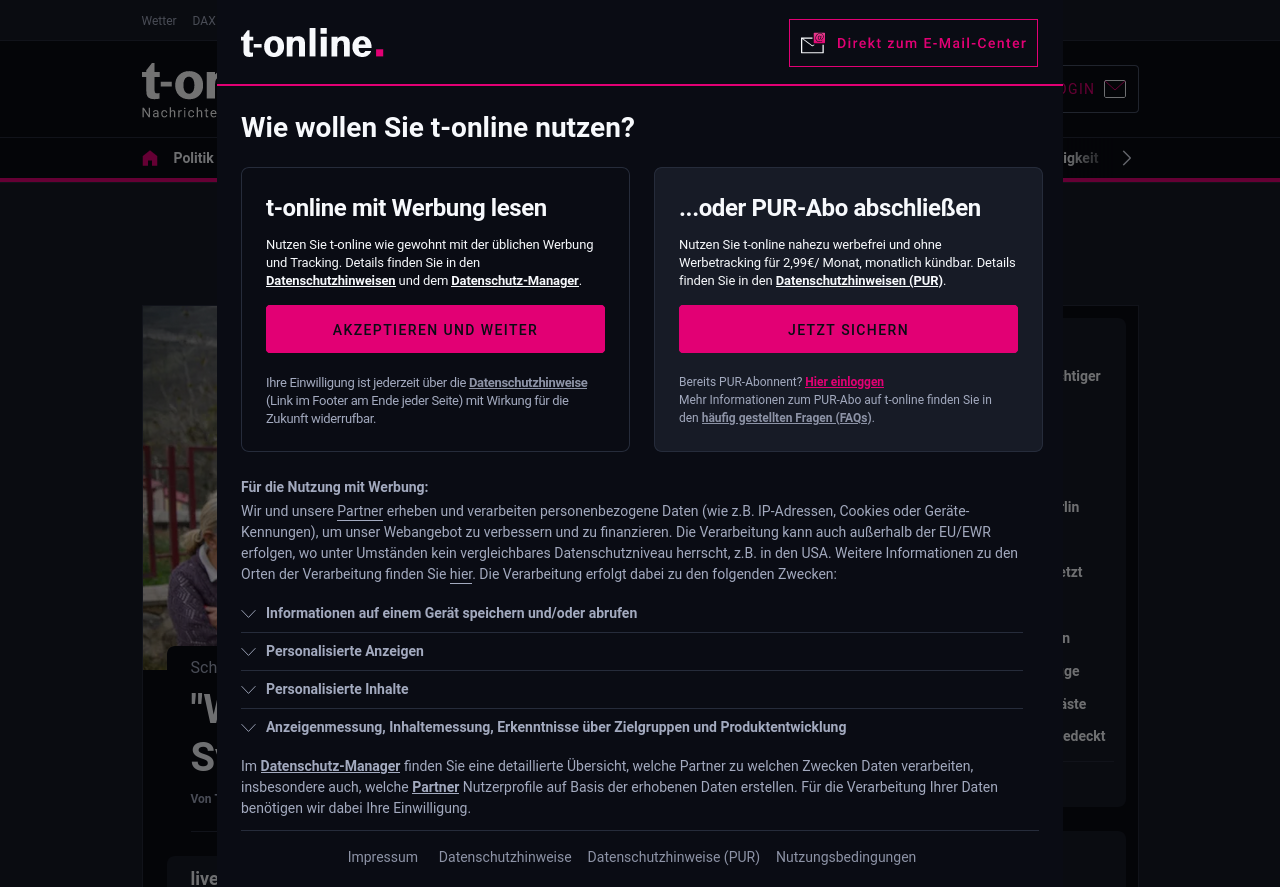 Wetter DAX
t-online.
Direkt zum E-Mail-Center
Nachrichte
Politik
igkeit
Wie wollen Sie t-online nutzen?
t-online mit Werbung lesen
Nutzen Sie t-online wie gewohnt mit der üblichen Werbung
und Tracking. Details finden Sie in den
Datenschutzhinweisen und dem Datenschutz-Manager.
AKZEPTIEREN UND WEITER
Ihre Einwilligung ist jederzeit über die Datenschutzhinweise
(Link im Footer am Ende jeder Seite) mit Wirkung für die
Zukunft widerrufbar.
...oder PUR-Abo abschließen
Nutzen Sie t-online nahezu werbefrei und ohne
Werbetracking für 2,99€/ Monat, monatlich kündbar. Details
finden Sie in den Datenschutzhinweisen (PUR).
JETZT SICHERN
Bereits PUR-Abonnent? Hier einloggen
Mehr Informationen zum PUR-Abo auf t-online finden Sie in
den häufig gestellten Fragen (FAQs).
Für die Nutzung mit Werbung:
Wir und unsere Partner erheben und verarbeiten personenbezogene Daten (wie z.B. IP-Adressen, Cookies oder Geräte-
Kennungen), um unser Webangebot zu verbessern und zu finanzieren. Die Verarbeitung kann auch außerhalb der EU/EWR
erfolgen, wo unter Umständen kein vergleichbares Datenschutzniveau herrscht, z.B. in den USA. Weitere Informationen zu den
Orten der Verarbeitung finden Sie hier. Die Verarbeitung erfolgt dabei zu den folgenden Zwecken:
Informationen auf einem Gerät speichern und/oder abrufen
Personalisierte Anzeigen
Personalisierte Inhalte
Anzeigenmessung, Inhaltemessung, Erkenntnisse über Zielgruppen und Produktentwicklung
Im Datenschutz-Manager finden Sie eine detaillierte Übersicht, welche Partner zu welchen Zwecken Daten verarbeiten,
insbesondere auch, welche Partner Nutzerprofile auf Basis der erhobenen Daten erstellen. Für die Verarbeitung Ihrer Daten
benötigen wir dabei Ihre Einwilligung.
Impressum Datenschutzhinweise Datenschutzhinweise (PUR) Nutzungsbedingungen
Von
live